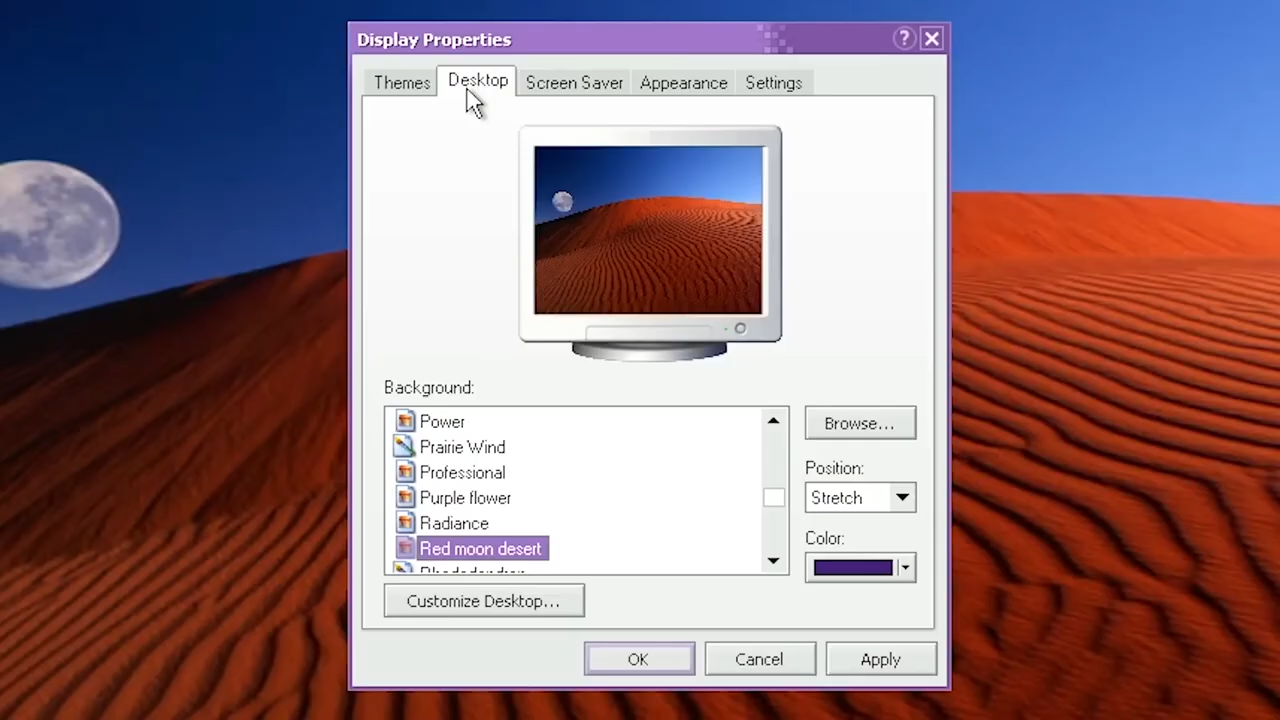 Display Properties
Themes Desktop Screen Saver Appearance Settings
Background:
Power
Prairie Wind
Professional
Purple flower
Radiance
Red moon desert
Rhododendron
Browse...
Position:
Stretch
Color:
Customize Desktop...
OK Cancel Apply